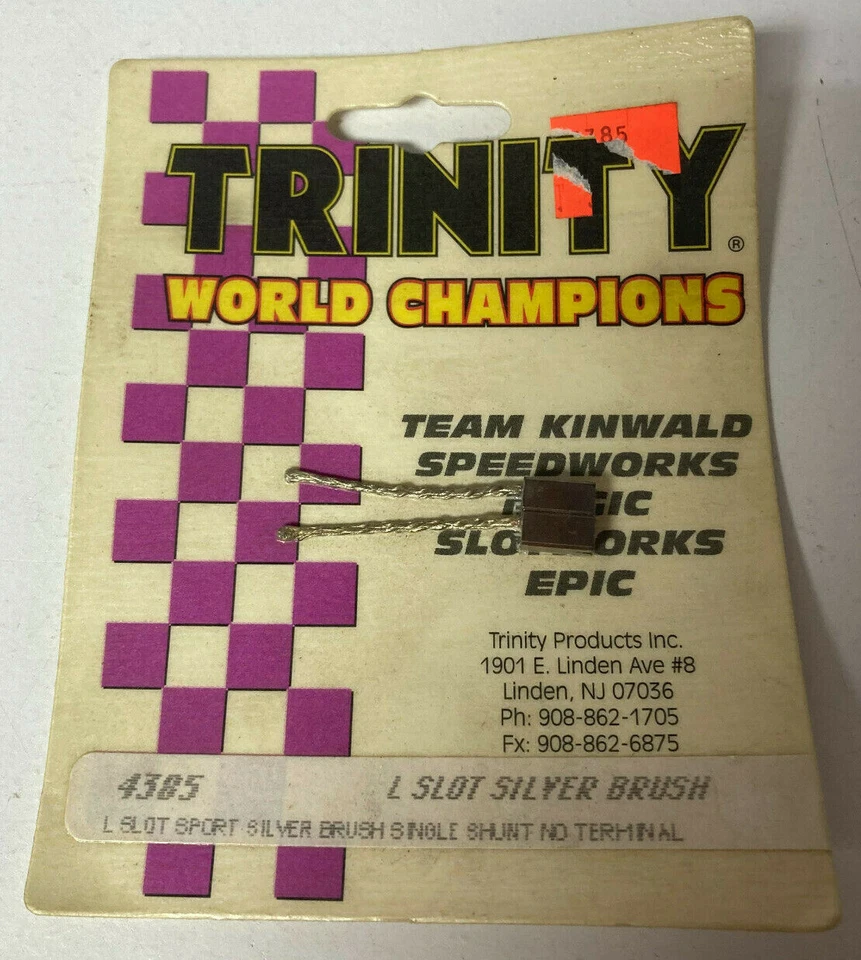 385
TRINITY®
WORLD CHAMPIONS
TEAM KINWALD
SPEEDWORKS
EPIC
Trinity Products Inc.
1901 E. Linden Ave #8
Linden, NJ 07036
Ph: 908-862-1705
Fx: 908-862-6875
4385 L SLOT SILVER BRUSH
L SLOT SPORT SILVER BRUSH SINGLE SHUNT NO TERMINAL